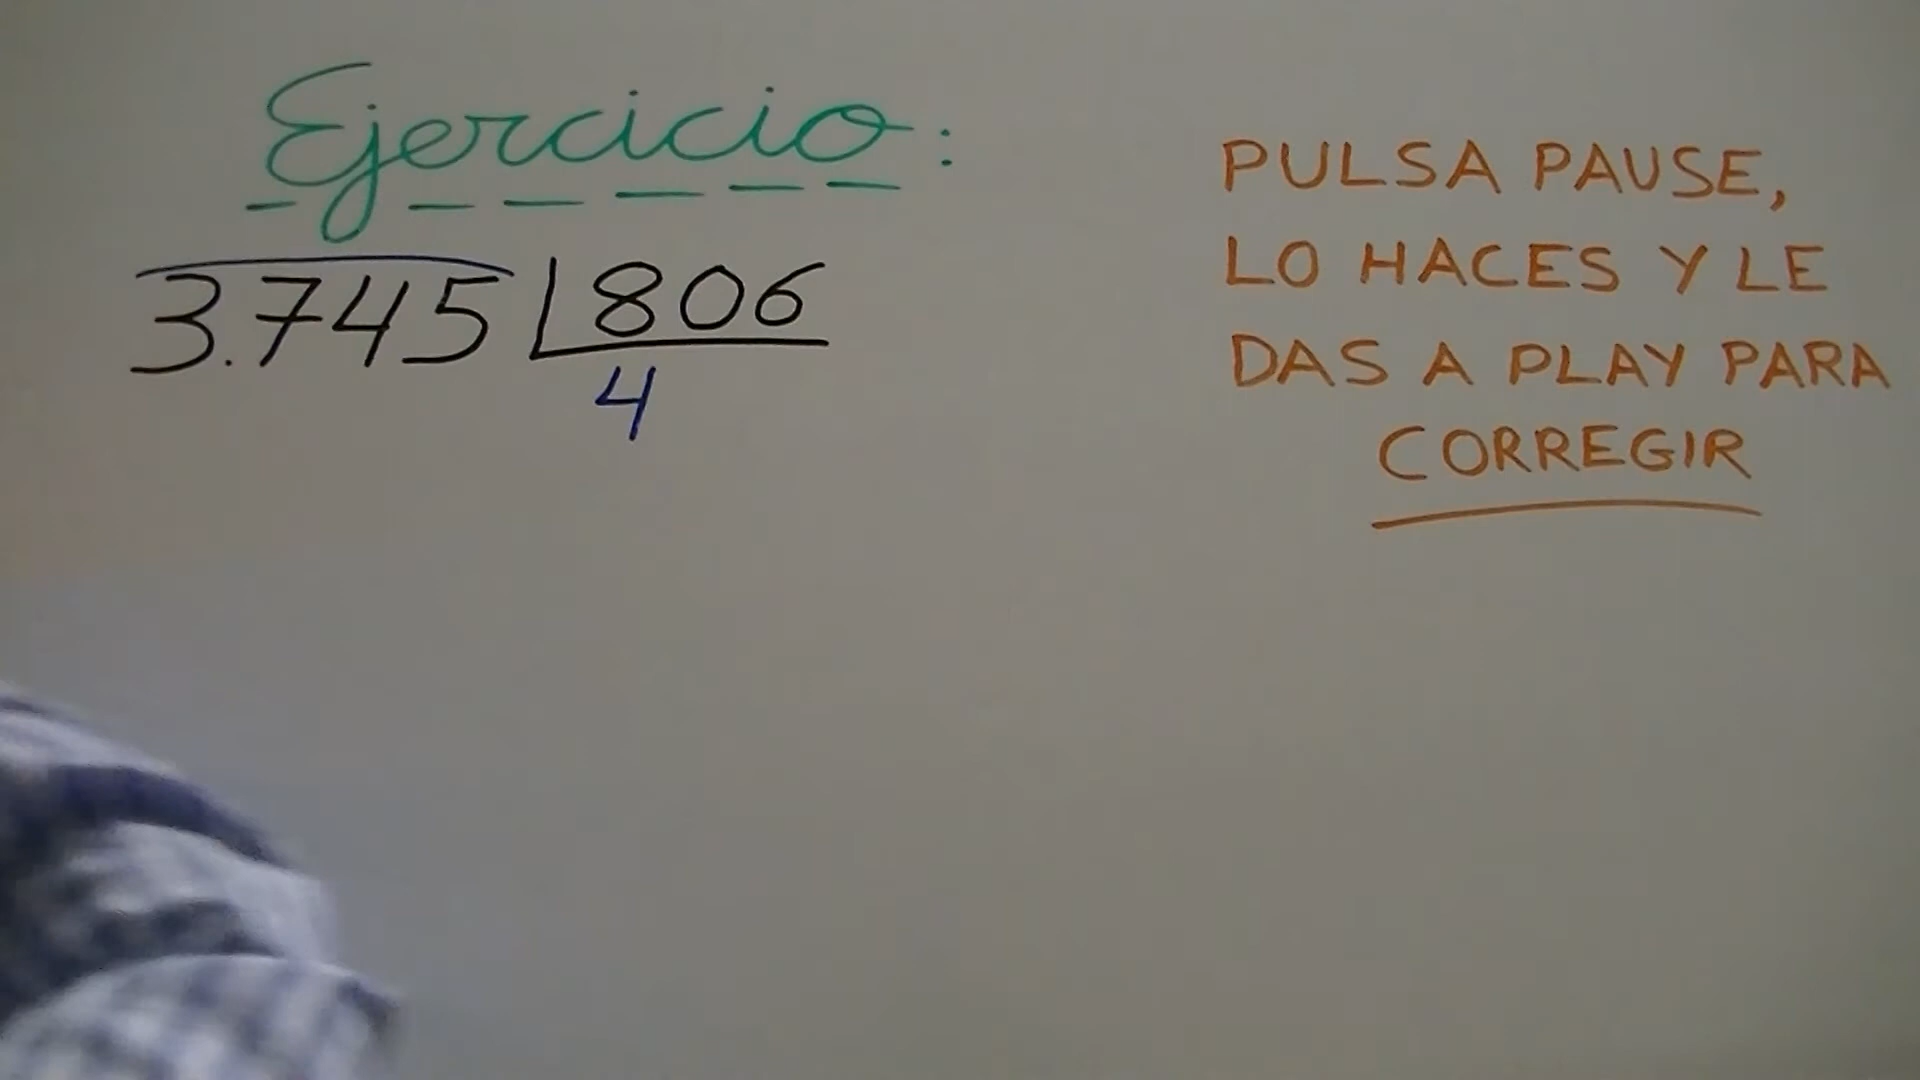 Ejercicio:
3.745 806
4
PULSA PAUSE,
LO HACES Y LE
DAS A PLAY PARA
CORREGIR